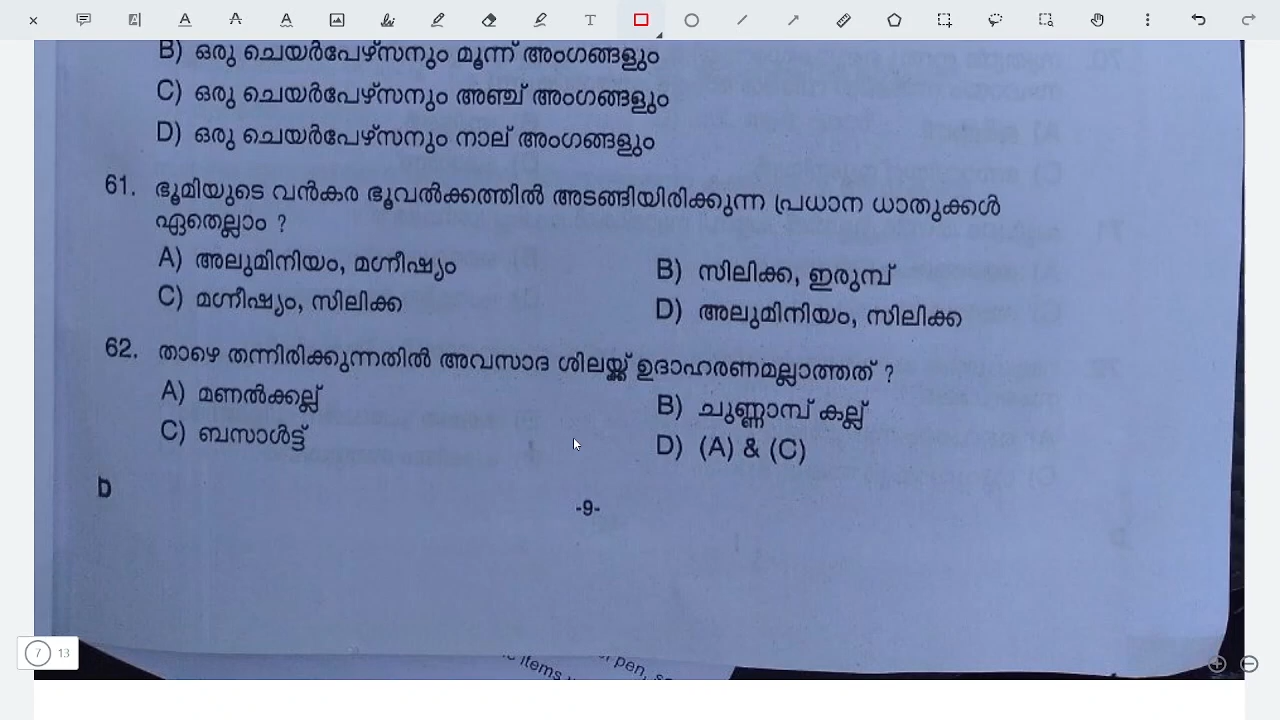 B) ഒരു ചെയർപേഴ്സനും മൂന്ന് അംഗങ്ങളും
C) ഒരു ചെയർപേഴ്സനും അഞ്ച് അംഗങ്ങളും
D) ഒരു ചെയർപേഴ്സനും നാല് അംഗങ്ങളും
61. ഭൂമിയുടെ വൻകര ഭൂവൽക്കത്തിൽ അടങ്ങിയിരിക്കുന്ന പ്രധാന ധാതുക്കൾ
ഏതെല്ലാം ?
A) അലുമിനിയം, മഗ്നീഷ്യം
B) സിലിക്ക, ഇരുമ്പ്
C) മഗ്നീഷ്യം, സിലിക്ക
D) അലുമിനിയം, സിലിക്ക
62. താഴെ തന്നിരിക്കുന്നതിൽ അവസാദ ശിലയ്ക്ക് ഉദാഹരണമല്ലാത്തത് ?
A) മണൽക്കല്ല്
B) ചുണ്ണാമ്പ് കല്ല്
C) ബസാൾട്ട്
D) (A) & (C)
b
-9-
items
pen,
7 13